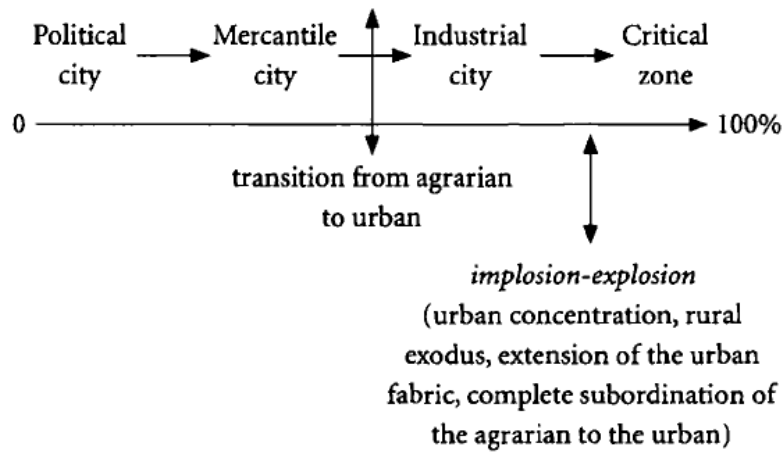 Political city
Mercantile city
Industrial city
Critical zone
0
100%
transition from agrarian
to urban
implosion-explosion
(urban concentration, rural
exodus, extension of the urban
fabric, complete subordination of
the agrarian to the urban)